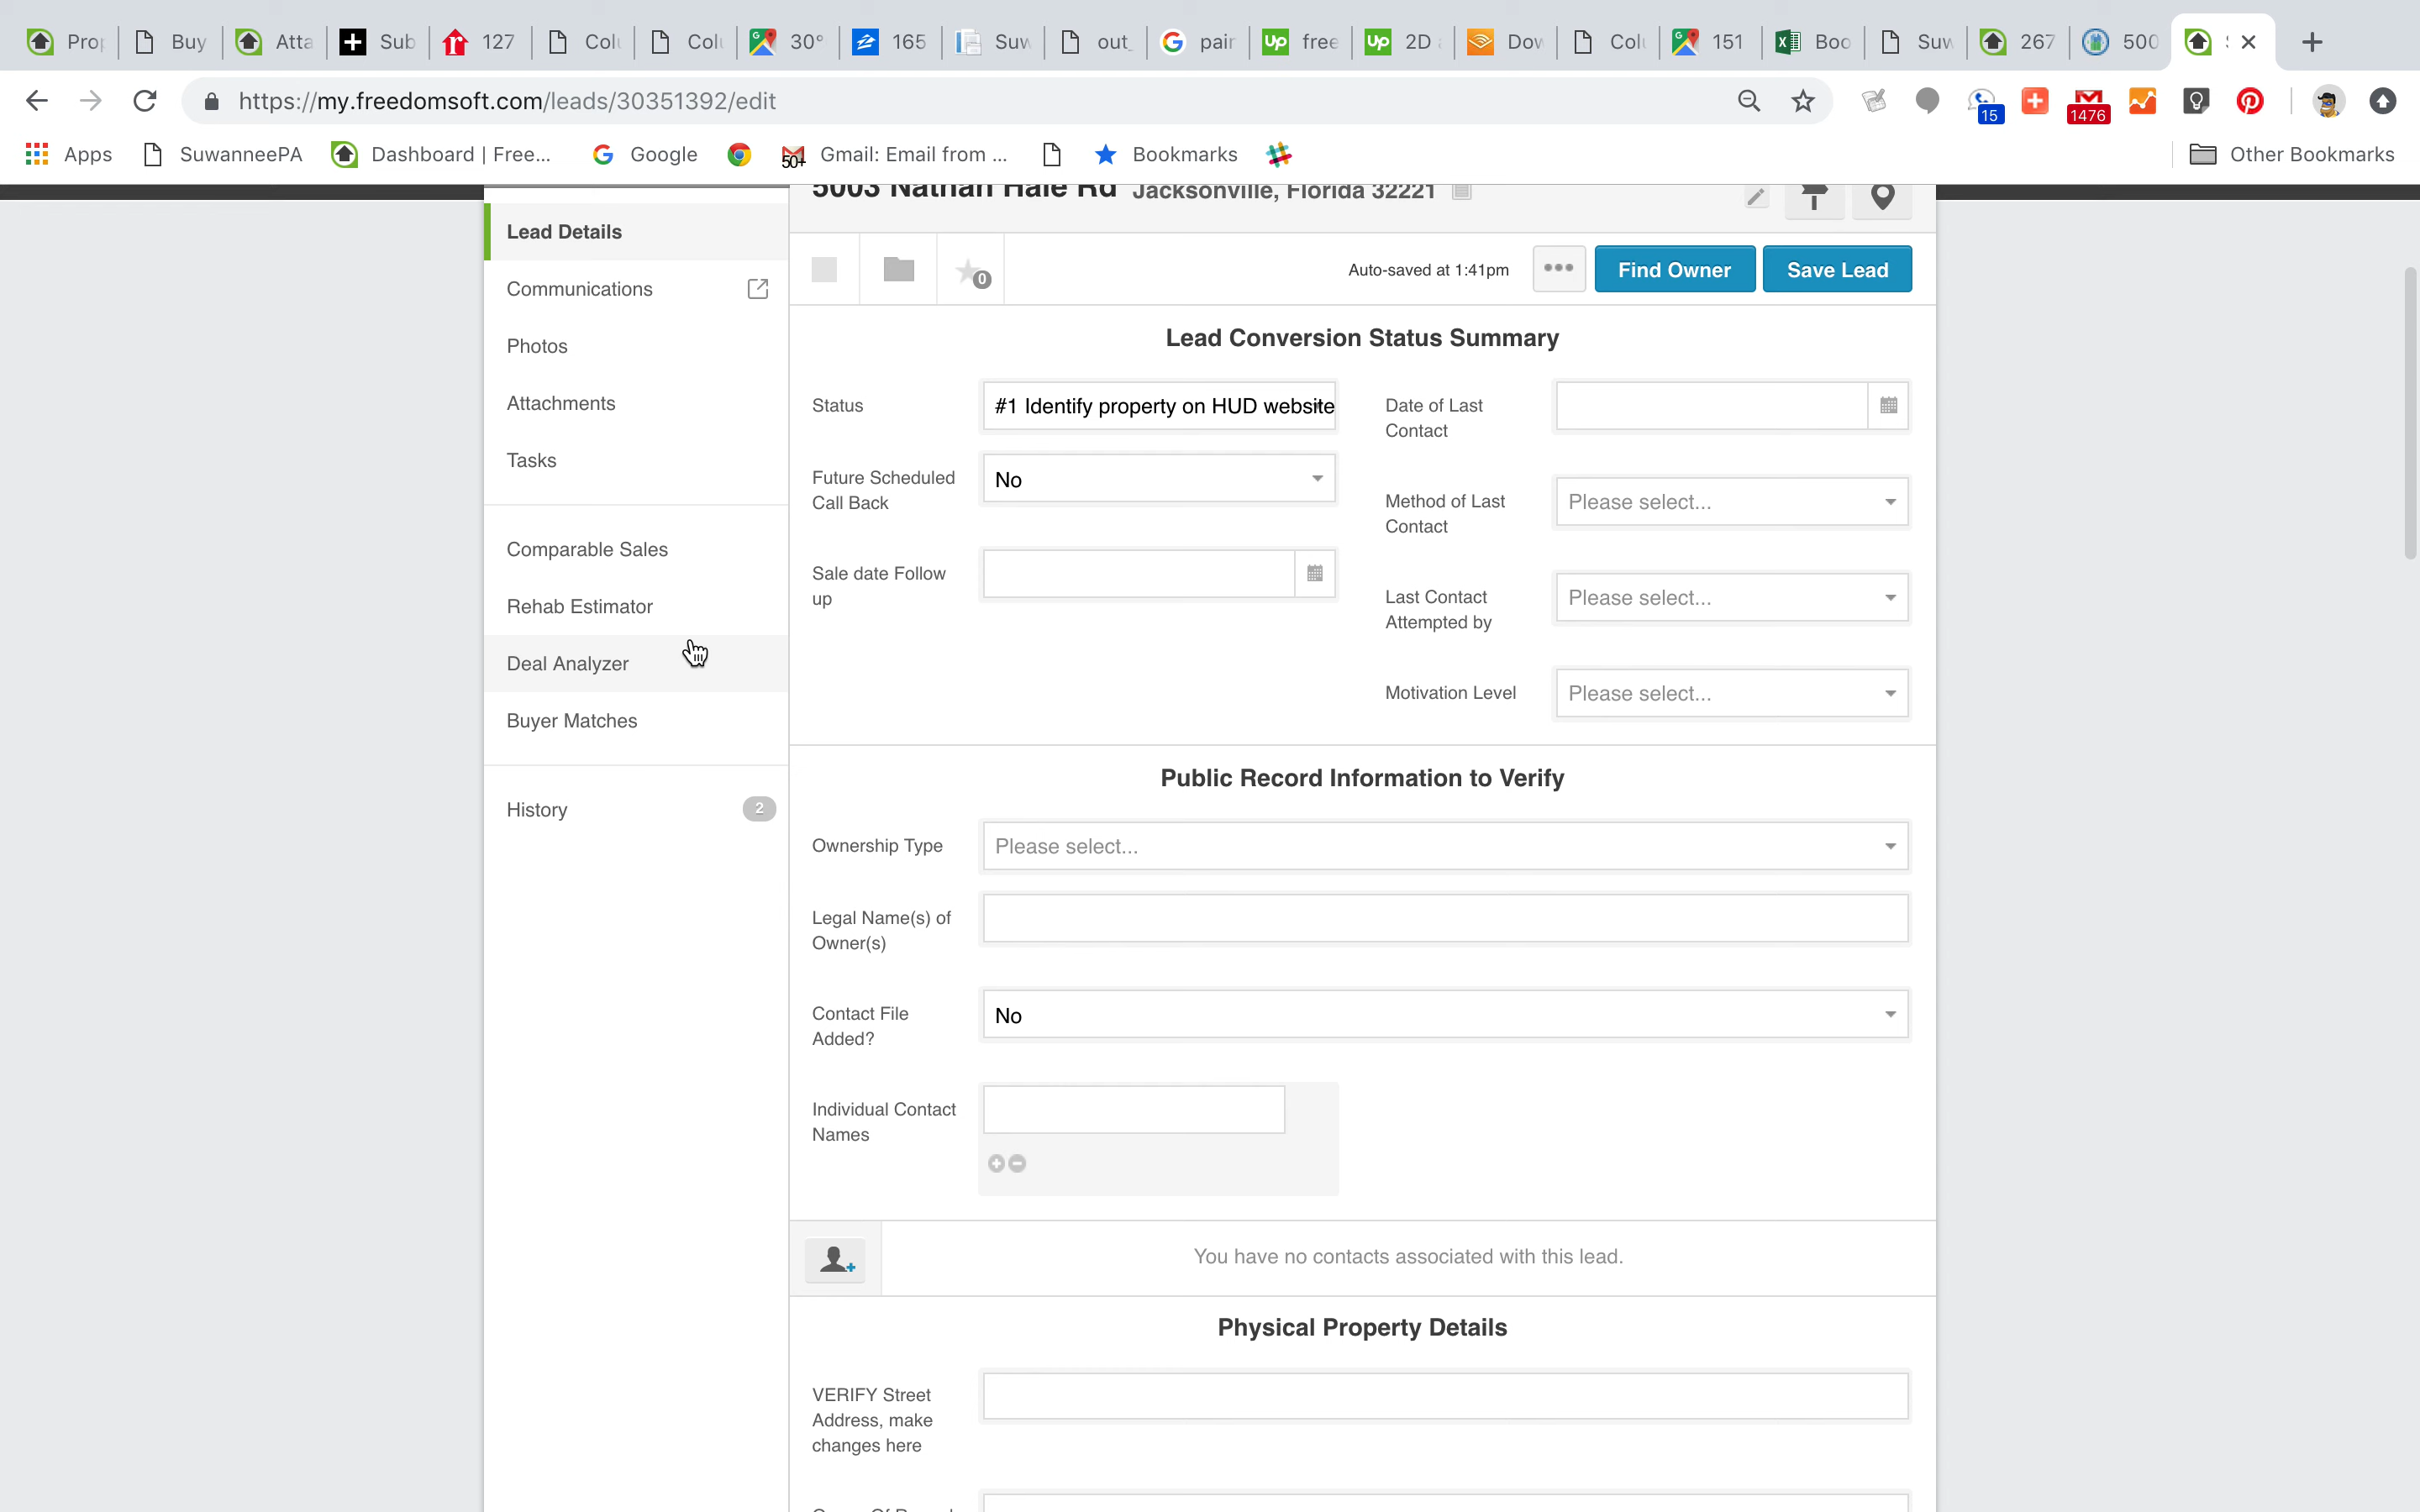 Prop
Buy
Atta
Sub
127
Colu
Colu
30°
165
Suw
out_
pair
free
2D
Dow
Colu
151
Boo
Suw
267
500
https://my.freedomsoft.com/leads/30351392/edit
15
1476
Apps
SuwanneePA
Dashboard | Free...
Google
50+
Gmail: Email from ...
Bookmarks
Other Bookmarks
5003 Nathan Hale Rd Jacksonville, Florida 32221
Lead Details
Communications
Photos
Attachments
Tasks
Comparable Sales
Rehab Estimator
Deal Analyzer
Buyer Matches
History 2
0
Auto-saved at 1:41pm
Find Owner
Save Lead
Lead Conversion Status Summary
Status
#1 Identify property on HUD website
Future Scheduled
Call Back
No
Sale date Follow
up
Date of Last
Contact
Method of Last
Contact
Please select...
Last Contact
Attempted by
Please select...
Motivation Level
Please select...
Public Record Information to Verify
Ownership Type
Please select...
Legal Name(s) of
Owner(s)
Contact File
Added?
No
Individual Contact
Names
You have no contacts associated with this lead.
Physical Property Details
VERIFY Street
Address, make
changes here